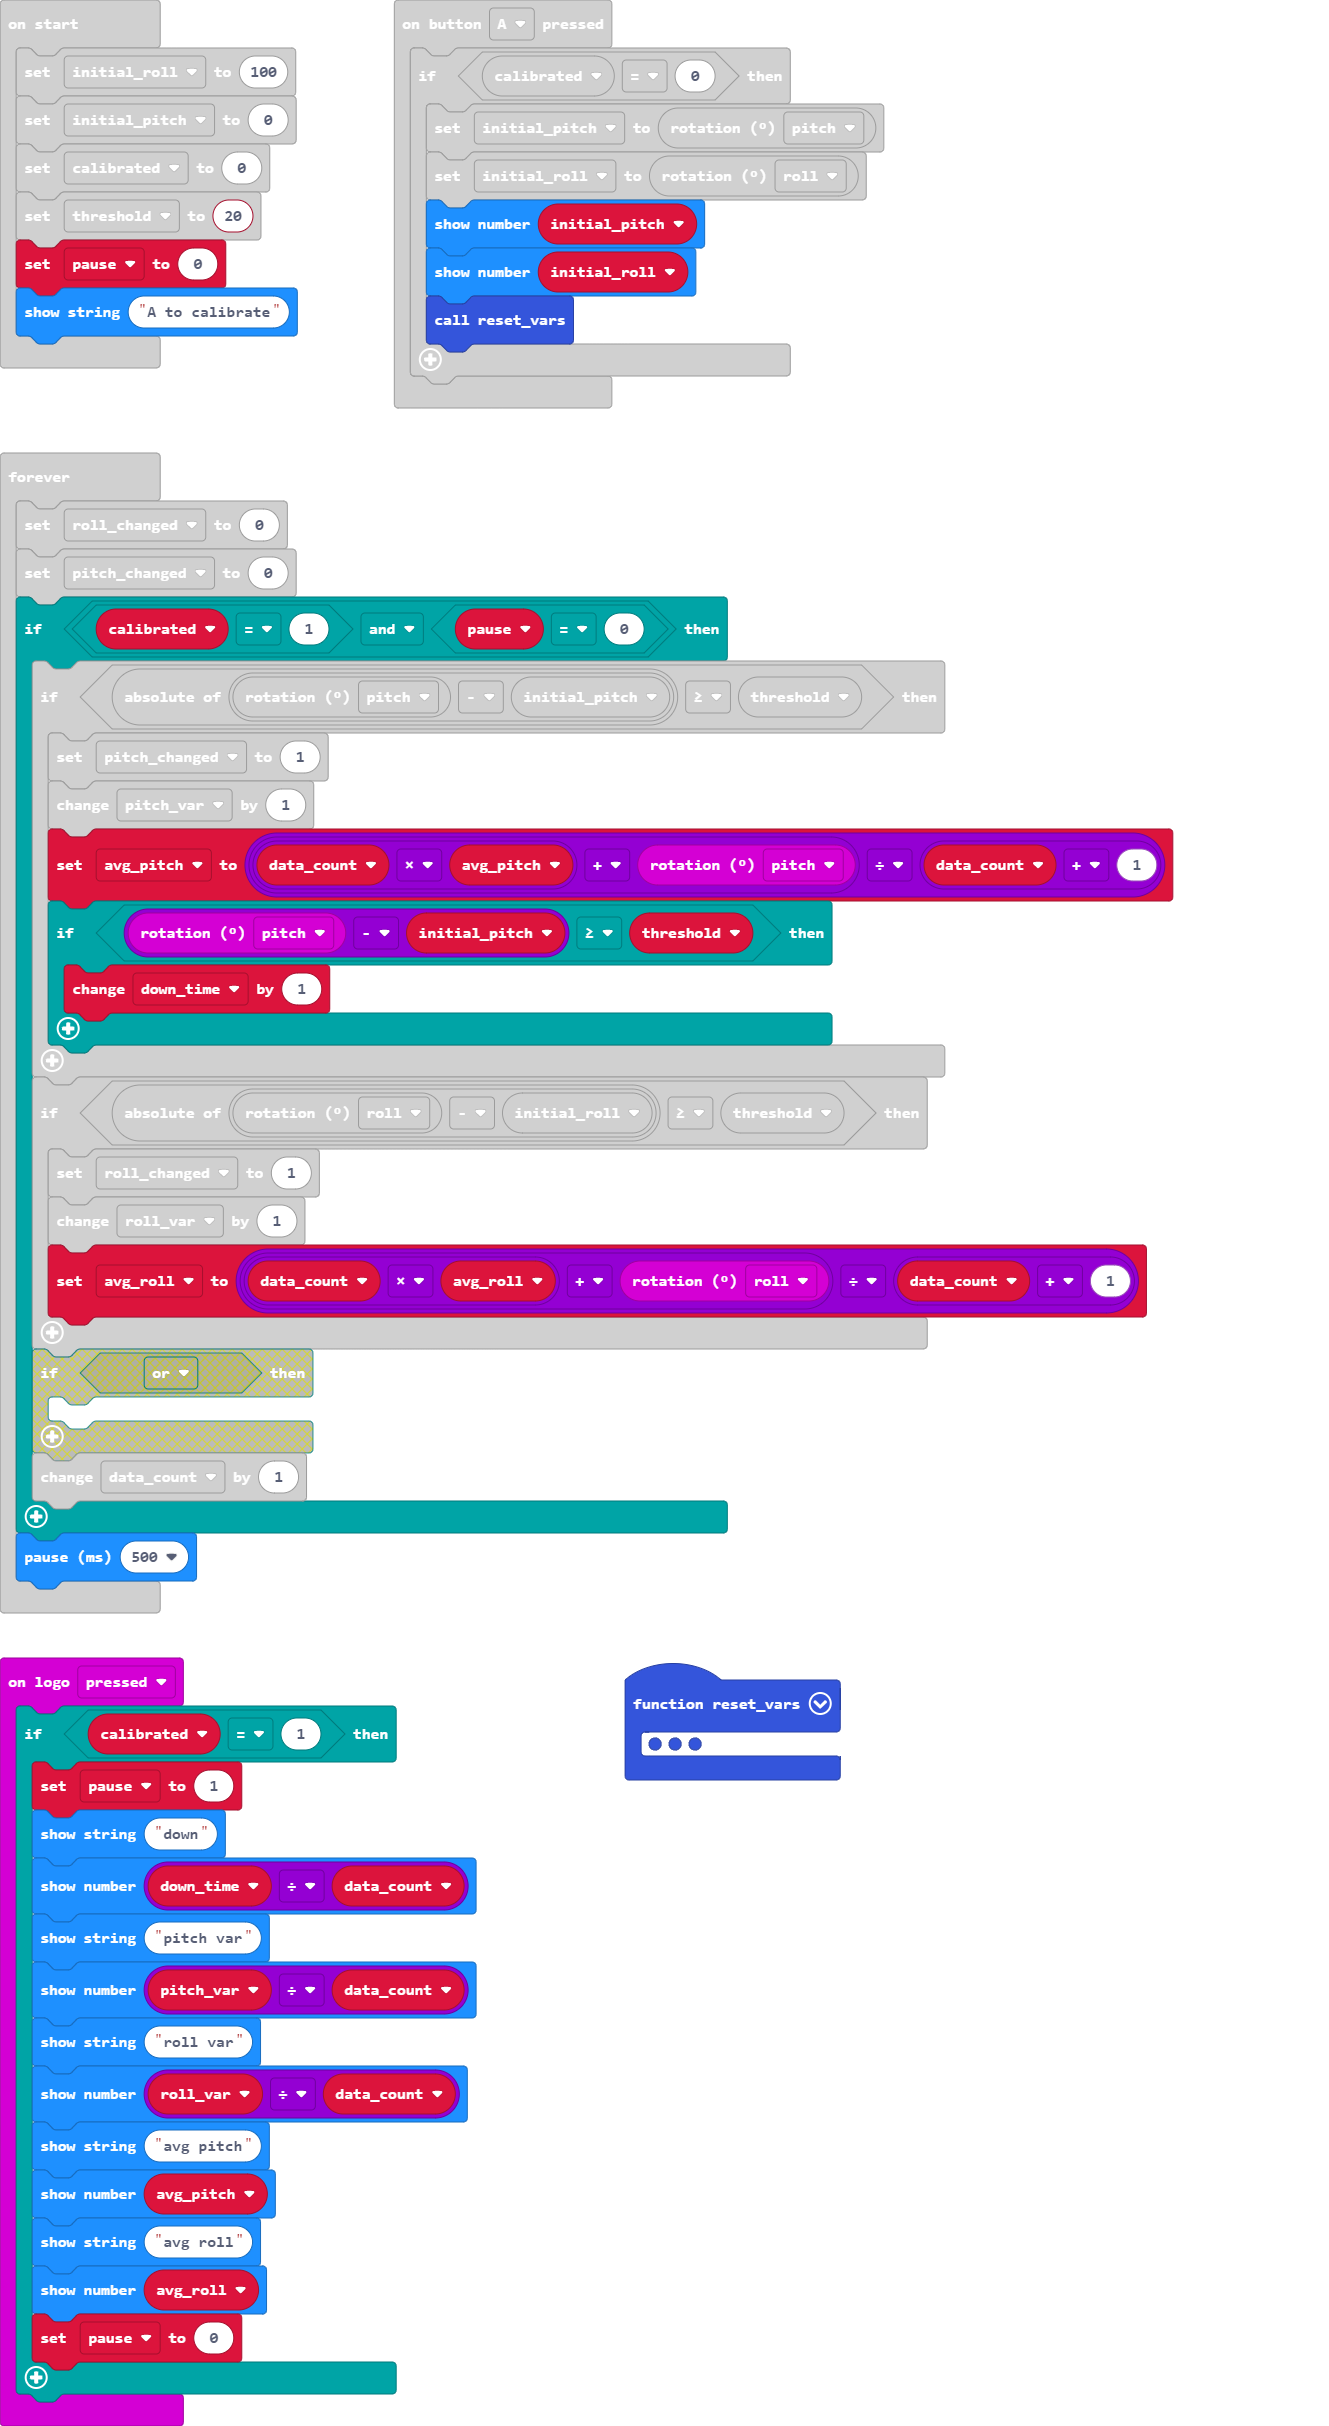 on start
set initial_roll to 100
set initial_pitch to 0
set calibrated to 0
set threshold to 20
set pause to 0
show string "A to calibrate"
on button A pressed
if calibrated = 0 then
set initial_pitch to rotation (º) pitch
set initial_roll to rotation (º) roll
show number initial_pitch
show number initial_roll
call reset_vars
forever
set roll_changed to 0
set pitch_changed to 0
if calibrated = 1 and pause = 0 then
if absolute of rotation (º) pitch - initial_pitch ≥ threshold then
set pitch_changed to 1
change pitch_var by 1
set avg_pitch to data_count × avg_pitch + rotation (º) pitch ÷ data_count + 1
if rotation (º) pitch - initial_pitch ≥ threshold then
change down_time by 1
if absolute of rotation (º) roll - initial_roll ≥ threshold then
set roll_changed to 1
change roll_var by 1
set avg_roll to data_count × avg_roll + rotation (º) roll ÷ data_count + 1
if or then
change data_count by 1
pause (ms) 500
on logo pressed
if calibrated = 1 then
set pause to 1
show string "down"
show number down_time ÷ data_count
show string "pitch var"
show number pitch_var ÷ data_count
show string "roll var"
show number roll_var ÷ data_count
show string "avg pitch"
show number avg_pitch
show string "avg roll"
show number avg_roll
set pause to 0
function reset_vars